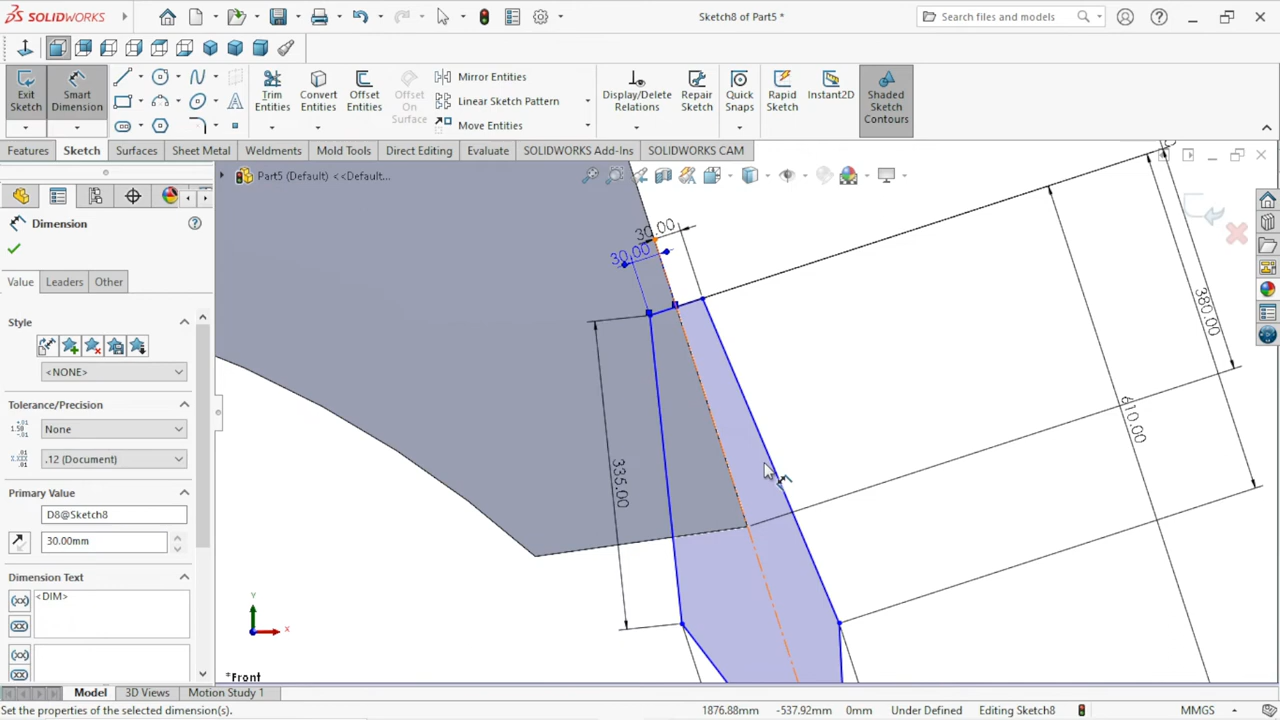 SOLIDWORKS
Sketch8 of Part5 *
Search files and models
Exit Sketch
Smart Dimension
Trim Entities
Convert Entities
Offset Entities
Offset On Surface
Mirror Entities
Linear Sketch Pattern
Move Entities
Display/Delete Relations
Repair Sketch
Quick Snaps
Rapid Sketch
Instant2D
Shaded Sketch Contours
Features
Sketch
Surfaces
Sheet Metal
Weldments
Mold Tools
Direct Editing
Evaluate
SOLIDWORKS Add-Ins
SOLIDWORKS CAM
Part5 (Default) <<Default...
Dimension
Value
Leaders
Other
Style
<NONE>
Tolerance/Precision
None
.12 (Document)
Primary Value
D8@Sketch8
30.00mm
Dimension Text
<DIM>
30.00
30.00
335.00
380.00
610.00
Y
X
*Front
Model
3D Views
Motion Study 1
Set the properties of the selected dimension(s).
1876.88mm
-537.92mm
0mm
Under Defined
Editing Sketch8
MMGS